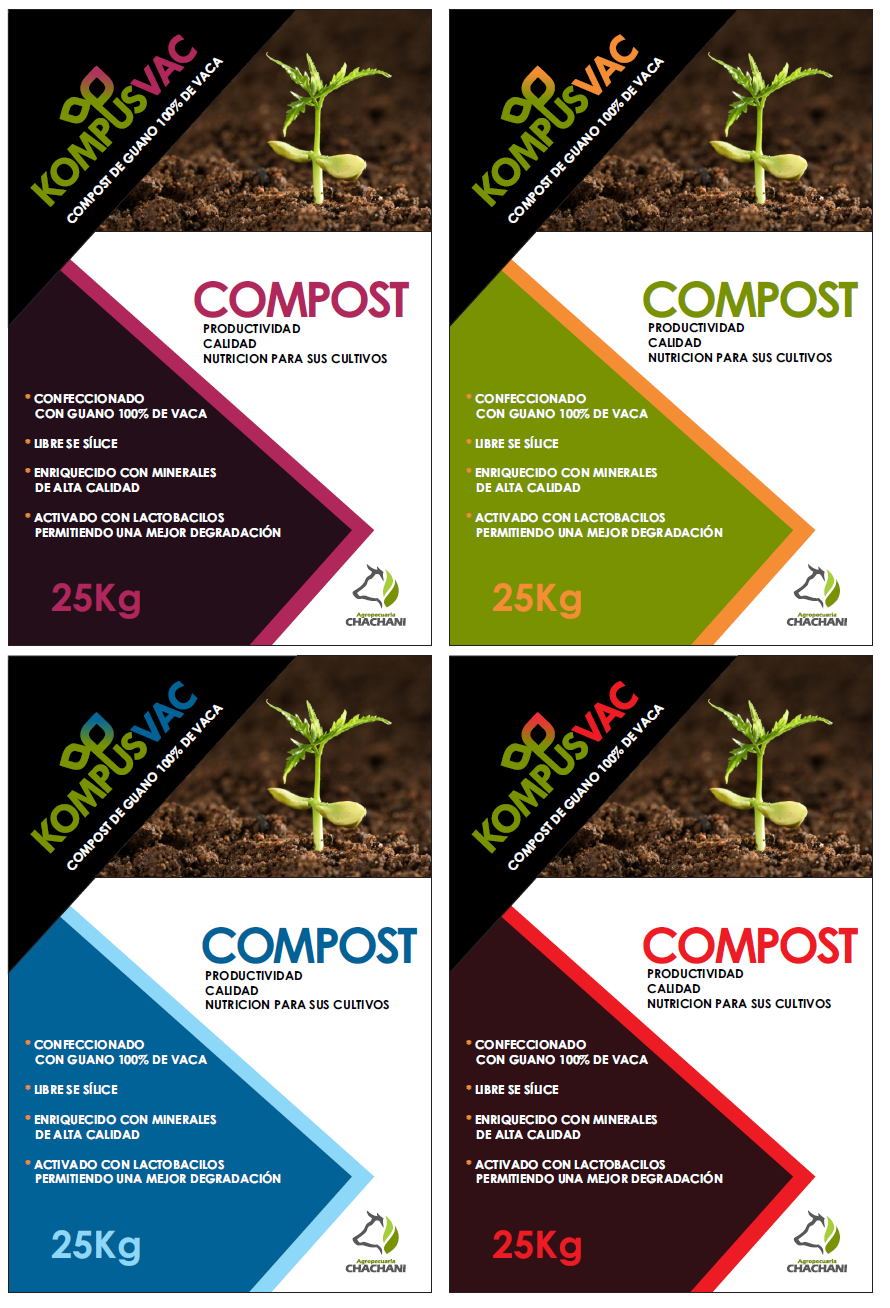 KOMPUSVAC
COMPOST DE GUANO 100% DE VACA
COMPOST
PRODUCTIVIDAD
CALIDAD
NUTRICION PARA SUS CULTIVOS
* CONFECCIONADO
CON GUANO 100% DE VACA
* LIBRE SE SÍLICE
* ENRIQUECIDO CON MINERALES
DE ALTA CALIDAD
* ACTIVADO CON LACTOBACILOS
PERMITIENDO UNA MEJOR DEGRADACIÓN
25Kg
Agropecuaria
CHACHANI
KOMPUSVAC
COMPOST DE GUANO 100% DE VACA
COMPOST
PRODUCTIVIDAD
CALIDAD
NUTRICION PARA SUS CULTIVOS
* CONFECCIONADO
CON GUANO 100% DE VACA
* LIBRE SE SÍLICE
* ENRIQUECIDO CON MINERALES
DE ALTA CALIDAD
* ACTIVADO CON LACTOBACILOS
PERMITIENDO UNA MEJOR DEGRADACIÓN
25Kg
Agropecuaria
CHACHANI
KOMPUSVAC
COMPOST DE GUANO 100% DE VACA
COMPOST
PRODUCTIVIDAD
CALIDAD
NUTRICION PARA SUS CULTIVOS
* CONFECCIONADO
CON GUANO 100% DE VACA
* LIBRE SE SÍLICE
* ENRIQUECIDO CON MINERALES
DE ALTA CALIDAD
* ACTIVADO CON LACTOBACILOS
PERMITIENDO UNA MEJOR DEGRADACIÓN
25Kg
Agropecuaria
CHACHANI
KOMPUSVAC
COMPOST DE GUANO 100% DE VACA
COMPOST
PRODUCTIVIDAD
CALIDAD
NUTRICION PARA SUS CULTIVOS
* CONFECCIONADO
CON GUANO 100% DE VACA
* LIBRE SE SÍLICE
* ENRIQUECIDO CON MINERALES
DE ALTA CALIDAD
* ACTIVADO CON LACTOBACILOS
PERMITIENDO UNA MEJOR DEGRADACIÓN
25Kg
Agropecuaria
CHACHANI